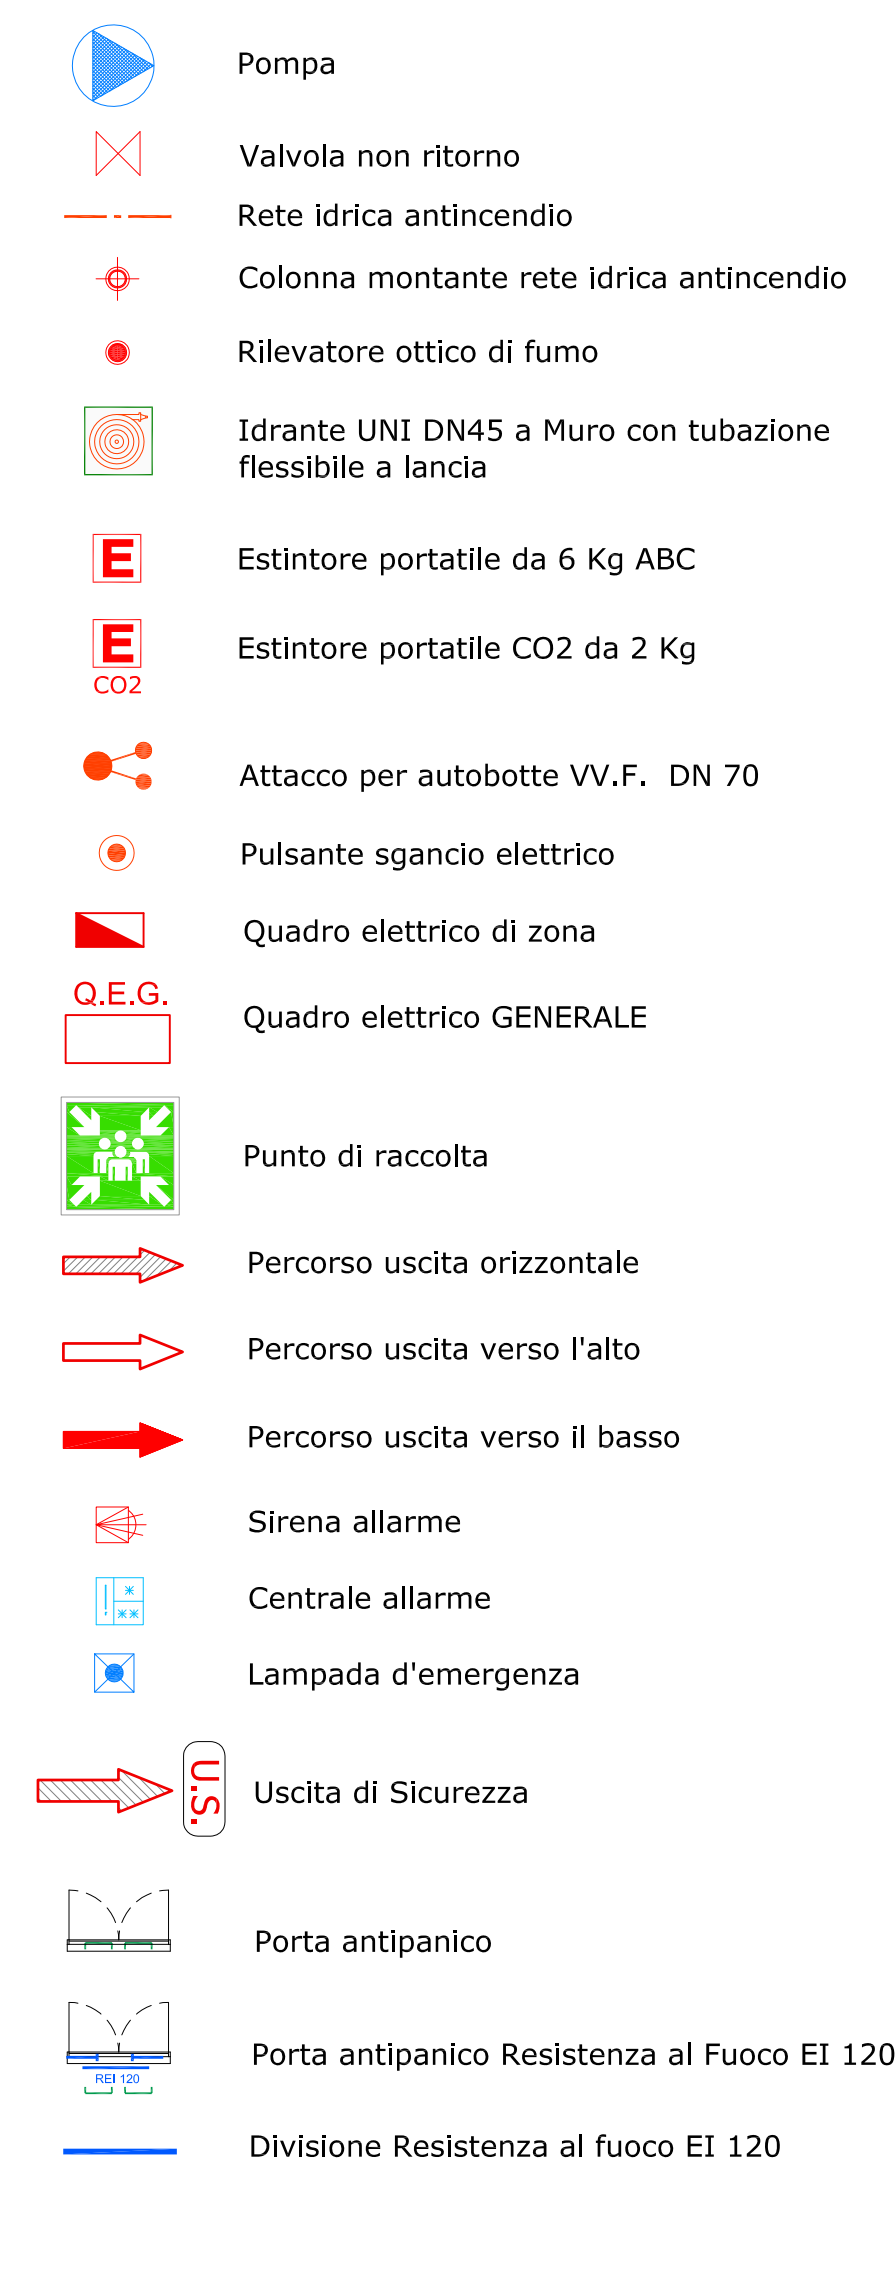 Pompa
Valvola non ritorno
Rete idrica antincendio
Colonna montante rete idrica antincendio
Rilevatore ottico di fumo
Idrante UNI DN45 a Muro con tubazione
flessibile a lancia
E
Estintore portatile da 6 Kg ABC
E
CO2
Estintore portatile CO2 da 2 Kg
Attacco per autobotte VV.F. DN 70
Pulsante sgancio elettrico
Quadro elettrico di zona
Q.E.G.
Quadro elettrico GENERALE
Punto di raccolta
Percorso uscita orizzontale
Percorso uscita verso l'alto
Percorso uscita verso il basso
Sirena allarme
Centrale allarme
Lampada d'emergenza
U.S.
Uscita di Sicurezza
Porta antipanico
Porta antipanico Resistenza al Fuoco EI 120
REI 120
Divisione Resistenza al fuoco EI 120